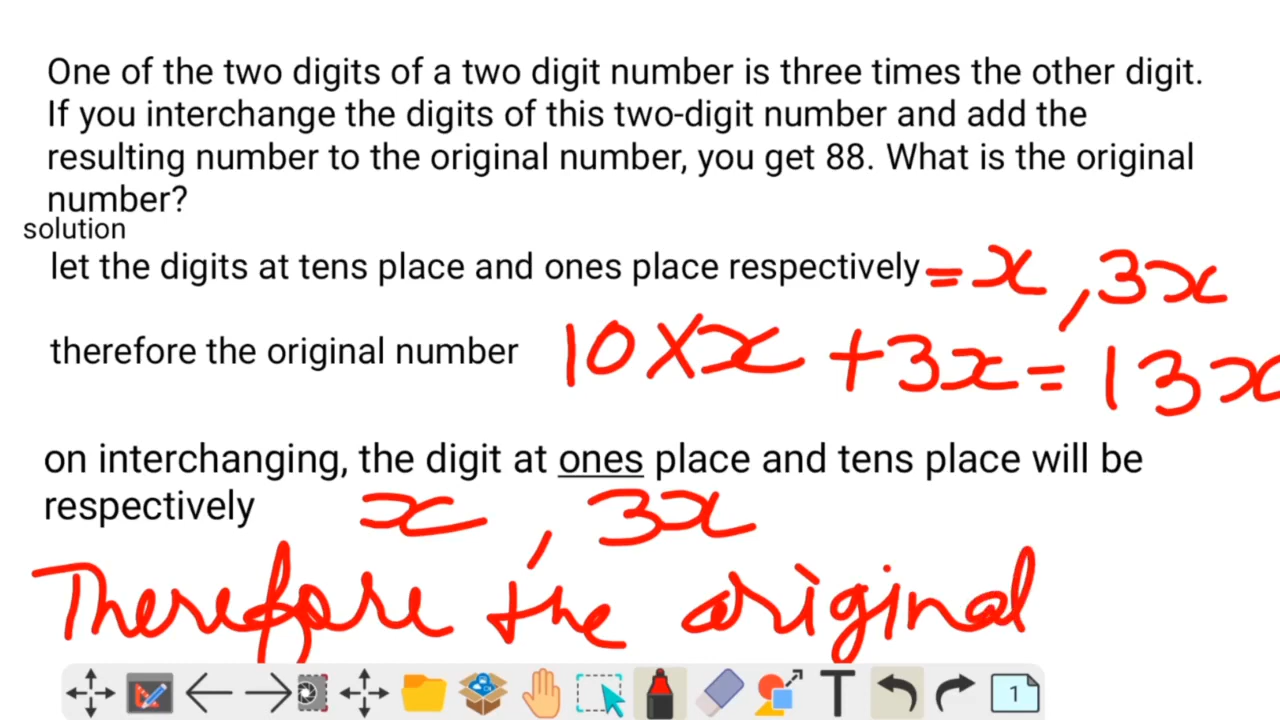 One of the two digits of a two digit number is three times the other digit.
If you interchange the digits of this two-digit number and add the
resulting number to the original number, you get 88. What is the original
number?
solution
let the digits at tens place and ones place respectively = x , 3x
therefore the original number 10 × x + 3x = 13x
on interchanging, the digit at ones place and tens place will be
respectively x , 3x
Therefore the original
T 1